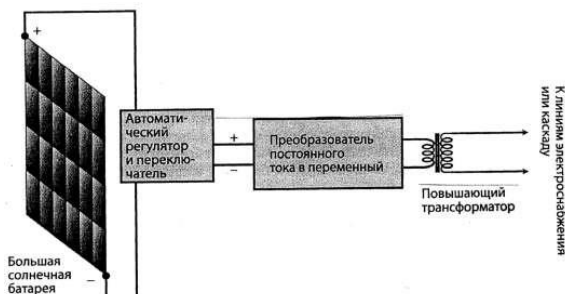 +
Автомати-
ческий
регулятор
и переклю-
чатель
+
−
Преобразователь
постоянного
тока в переменный
Повышающий
трансформатор
К линиям электроснабжения
или каскаду
Большая
солнечная
батарея
−